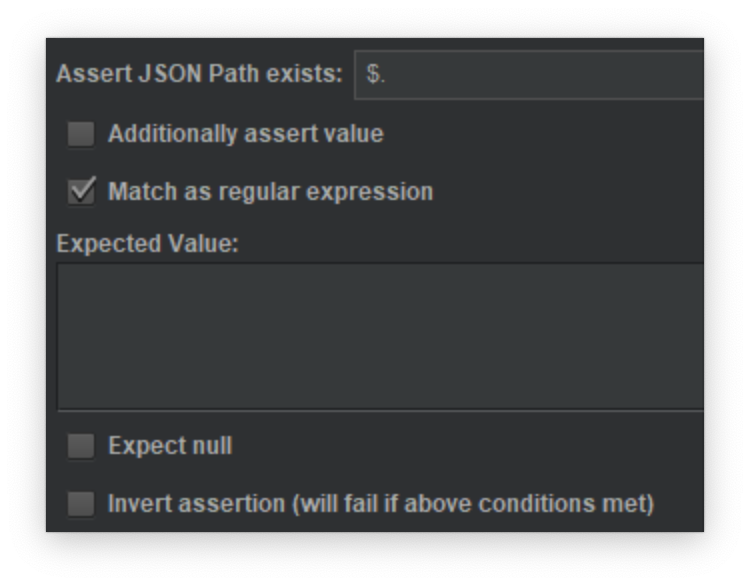 Assert JSON Path exists: $.
Additionally assert value
Match as regular expression
Expected Value:
Expect null
Invert assertion (will fail if above conditions met)